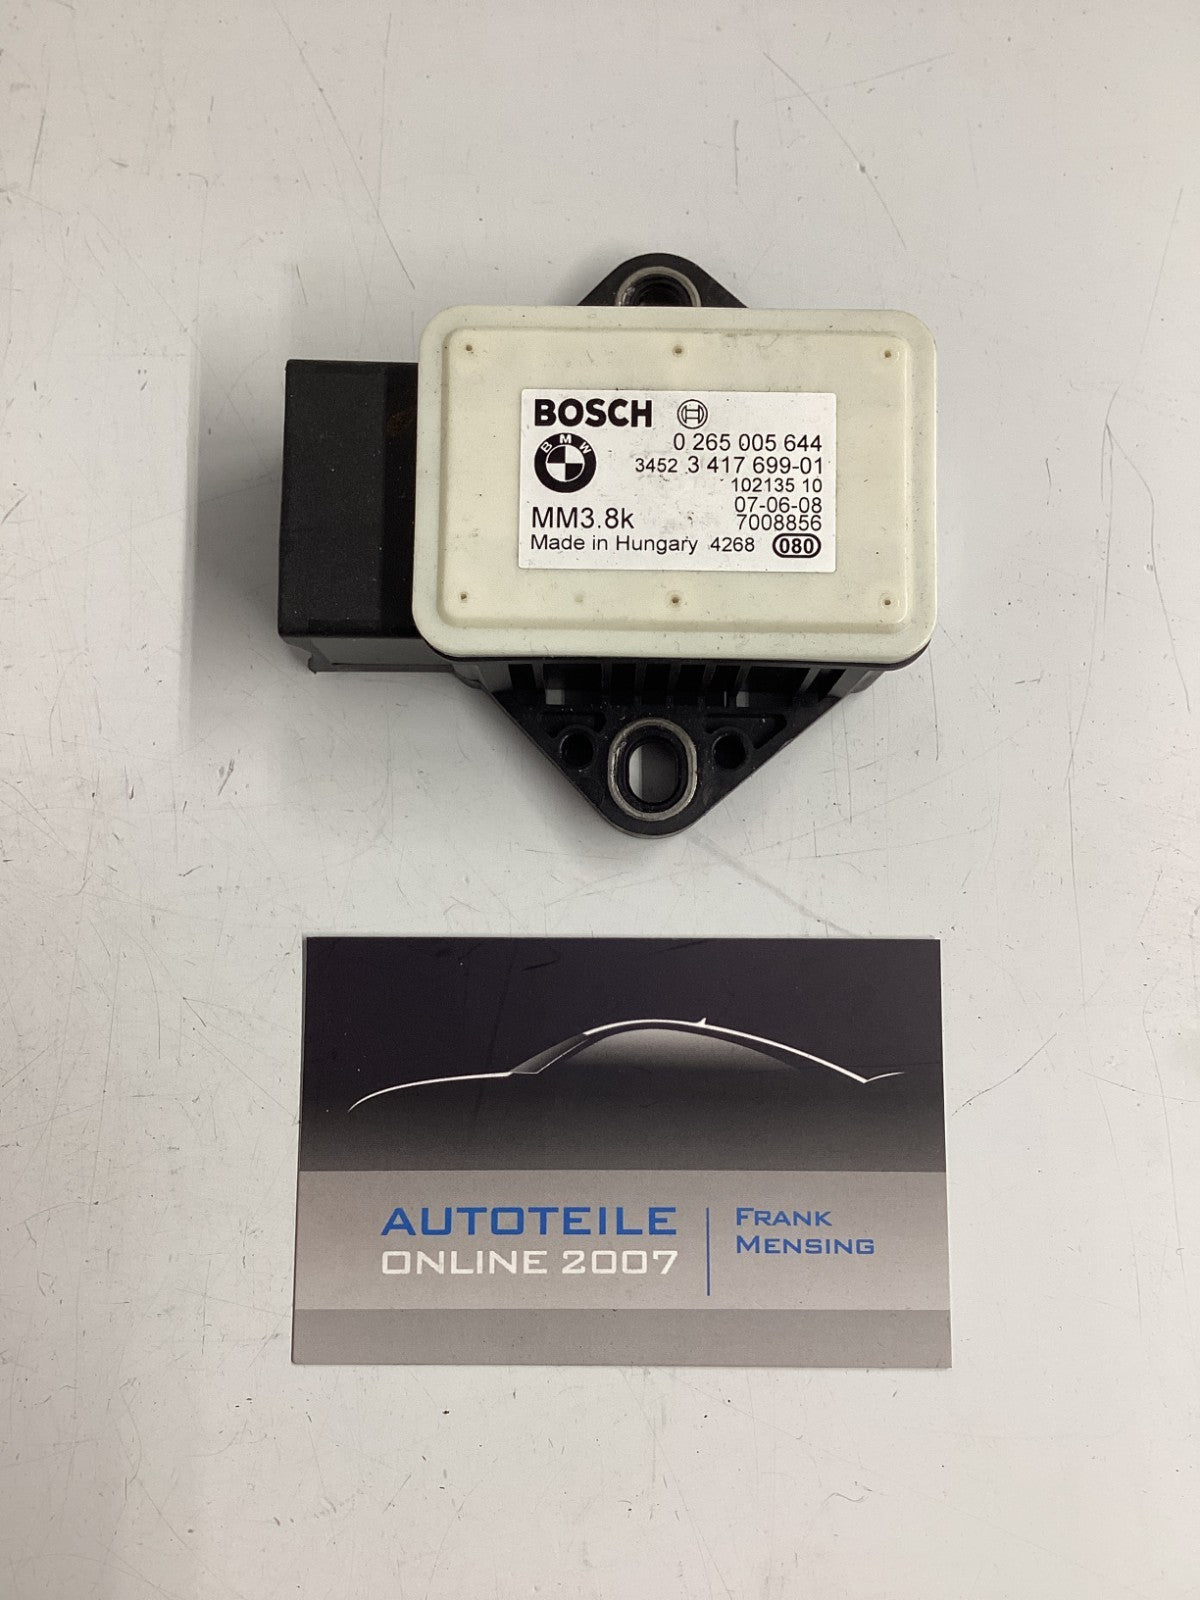 BOSCH
BMW
0 265 005 644
3452 3 417 699-01
102135 10
07-06-08
MM3.8k
7008856
Made in Hungary 4268 080
AUTOTEILE
ONLINE 2007
FRANK
MENSING